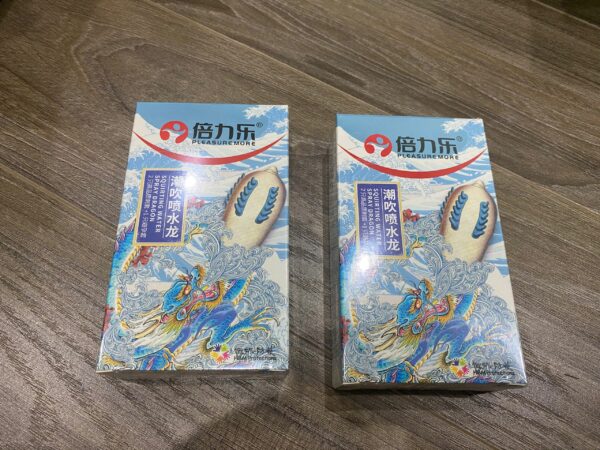 倍力乐®
PLEASUREMORE
潮吹喷水龙
SQUIRTING WATER
SPRAY DRAGON
倍力乐®
PLEASUREMORE
潮吹喷水龙
SQUIRTING WATER
SPRAY DRAGON